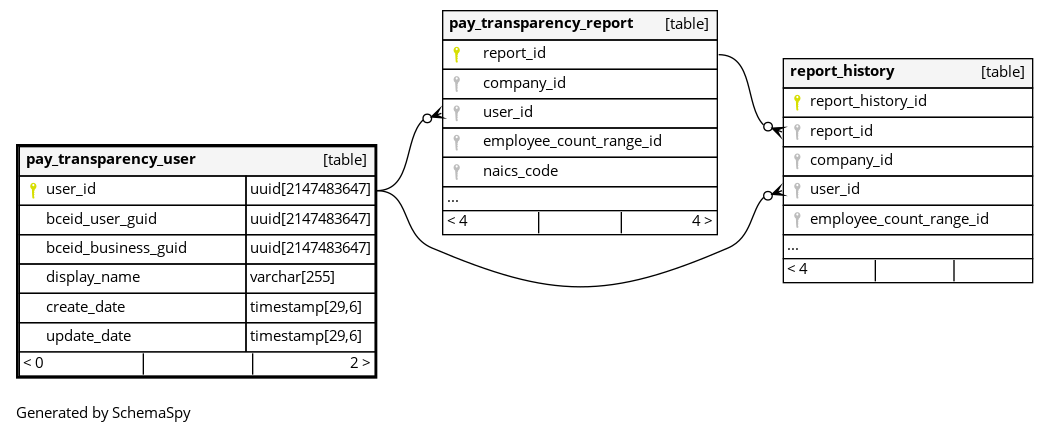 pay_transparency_report [table]
report_id
company_id
user_id
employee_count_range_id
naics_code
...
< 4 4 >
report_history [table]
report_history_id
report_id
company_id
user_id
employee_count_range_id
...
< 4
pay_transparency_user [table]
user_id uuid[2147483647]
bceid_user_guid uuid[2147483647]
bceid_business_guid uuid[2147483647]
display_name varchar[255]
create_date timestamp[29,6]
update_date timestamp[29,6]
< 0 2 >
Generated by SchemaSpy